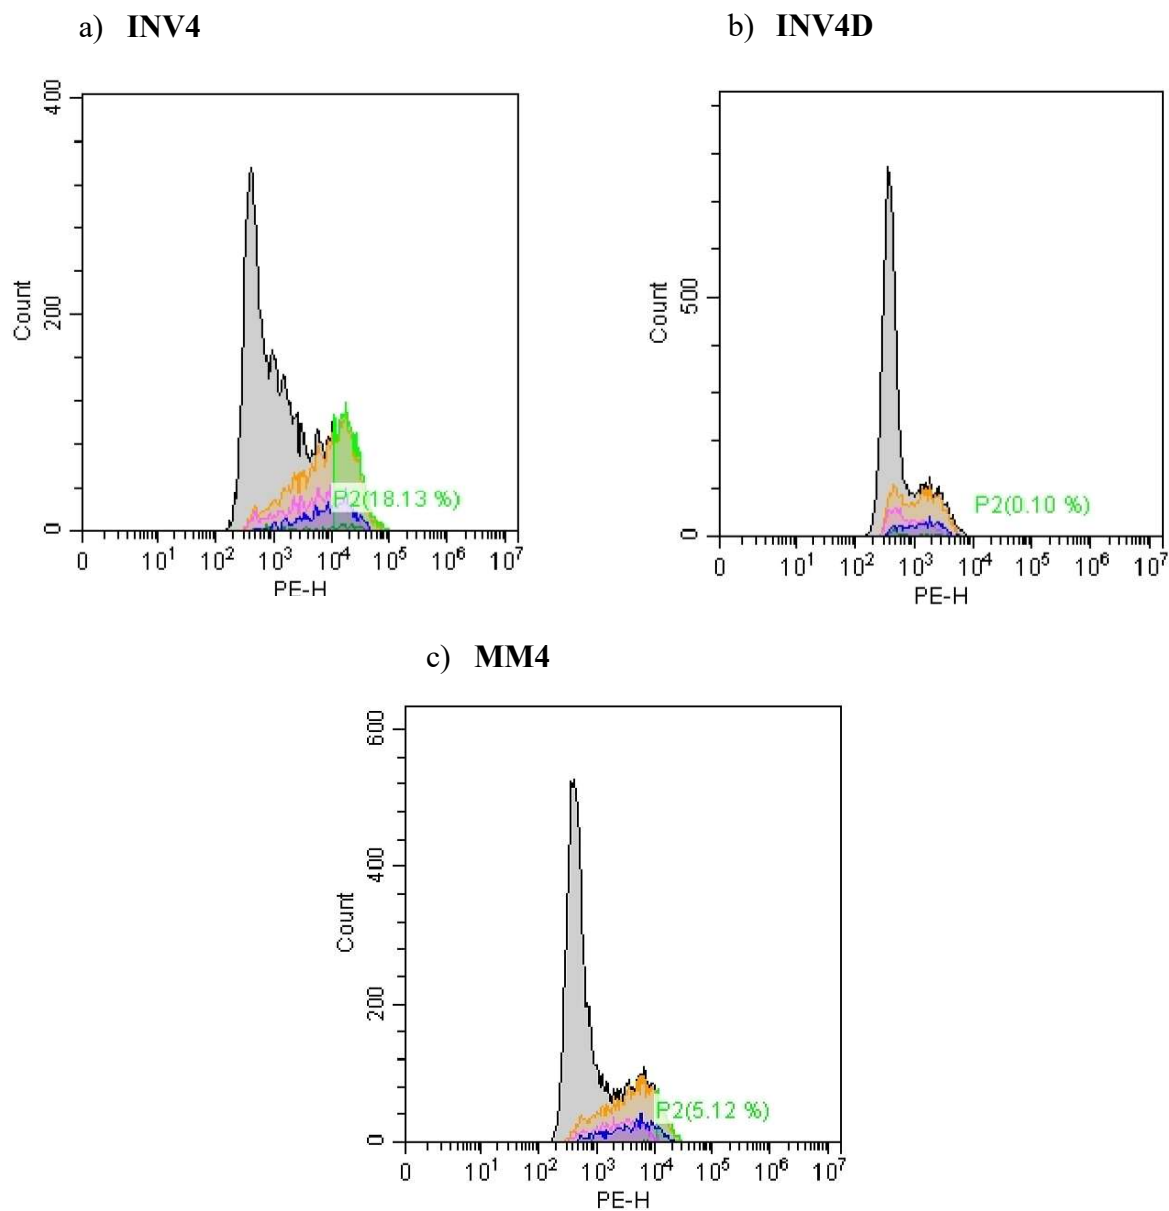 a) INV4
400
200
0
Count
P2(18.13 %)
0 10¹ 10² 10³ 10⁴ 10⁵ 10⁶ 10⁷
PE-H
b) INV4D
500
0
Count
P2(0.10 %)
0 10¹ 10² 10³ 10⁴ 10⁵ 10⁶ 10⁷
PE-H
c) MM4
600
400
200
0
Count
P2(5.12 %)
0 10¹ 10² 10³ 10⁴ 10⁵ 10⁶ 10⁷
PE-H